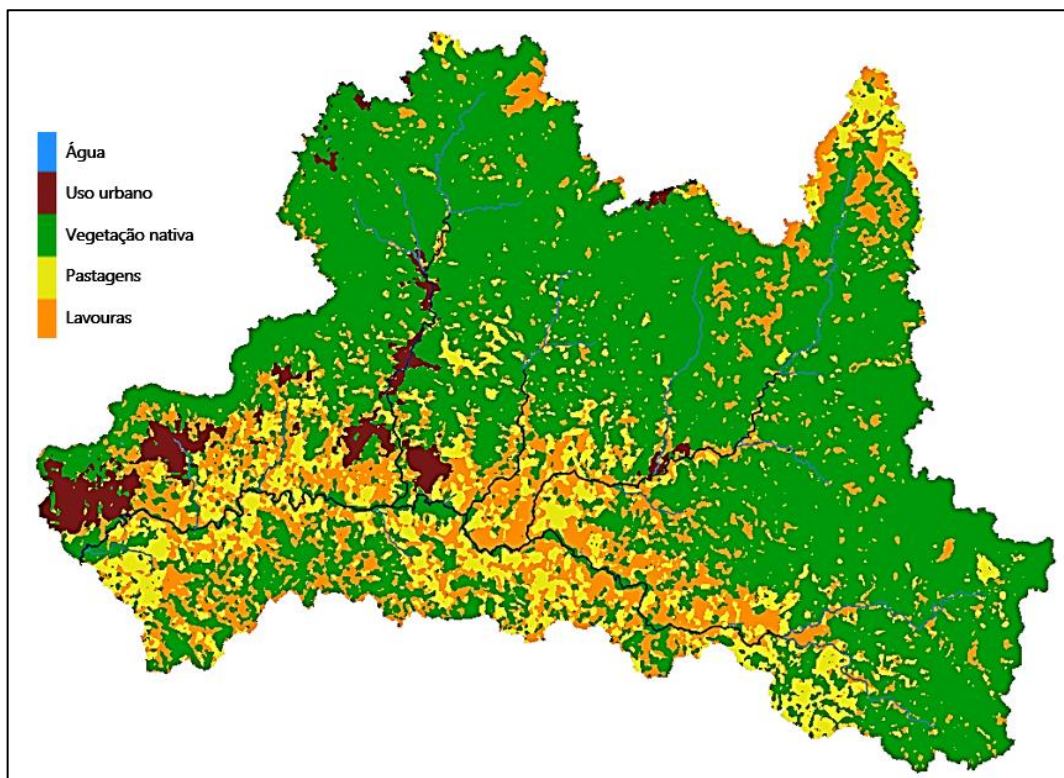 Água
Uso urbano
Vegetação nativa
Pastagens
Lavouras